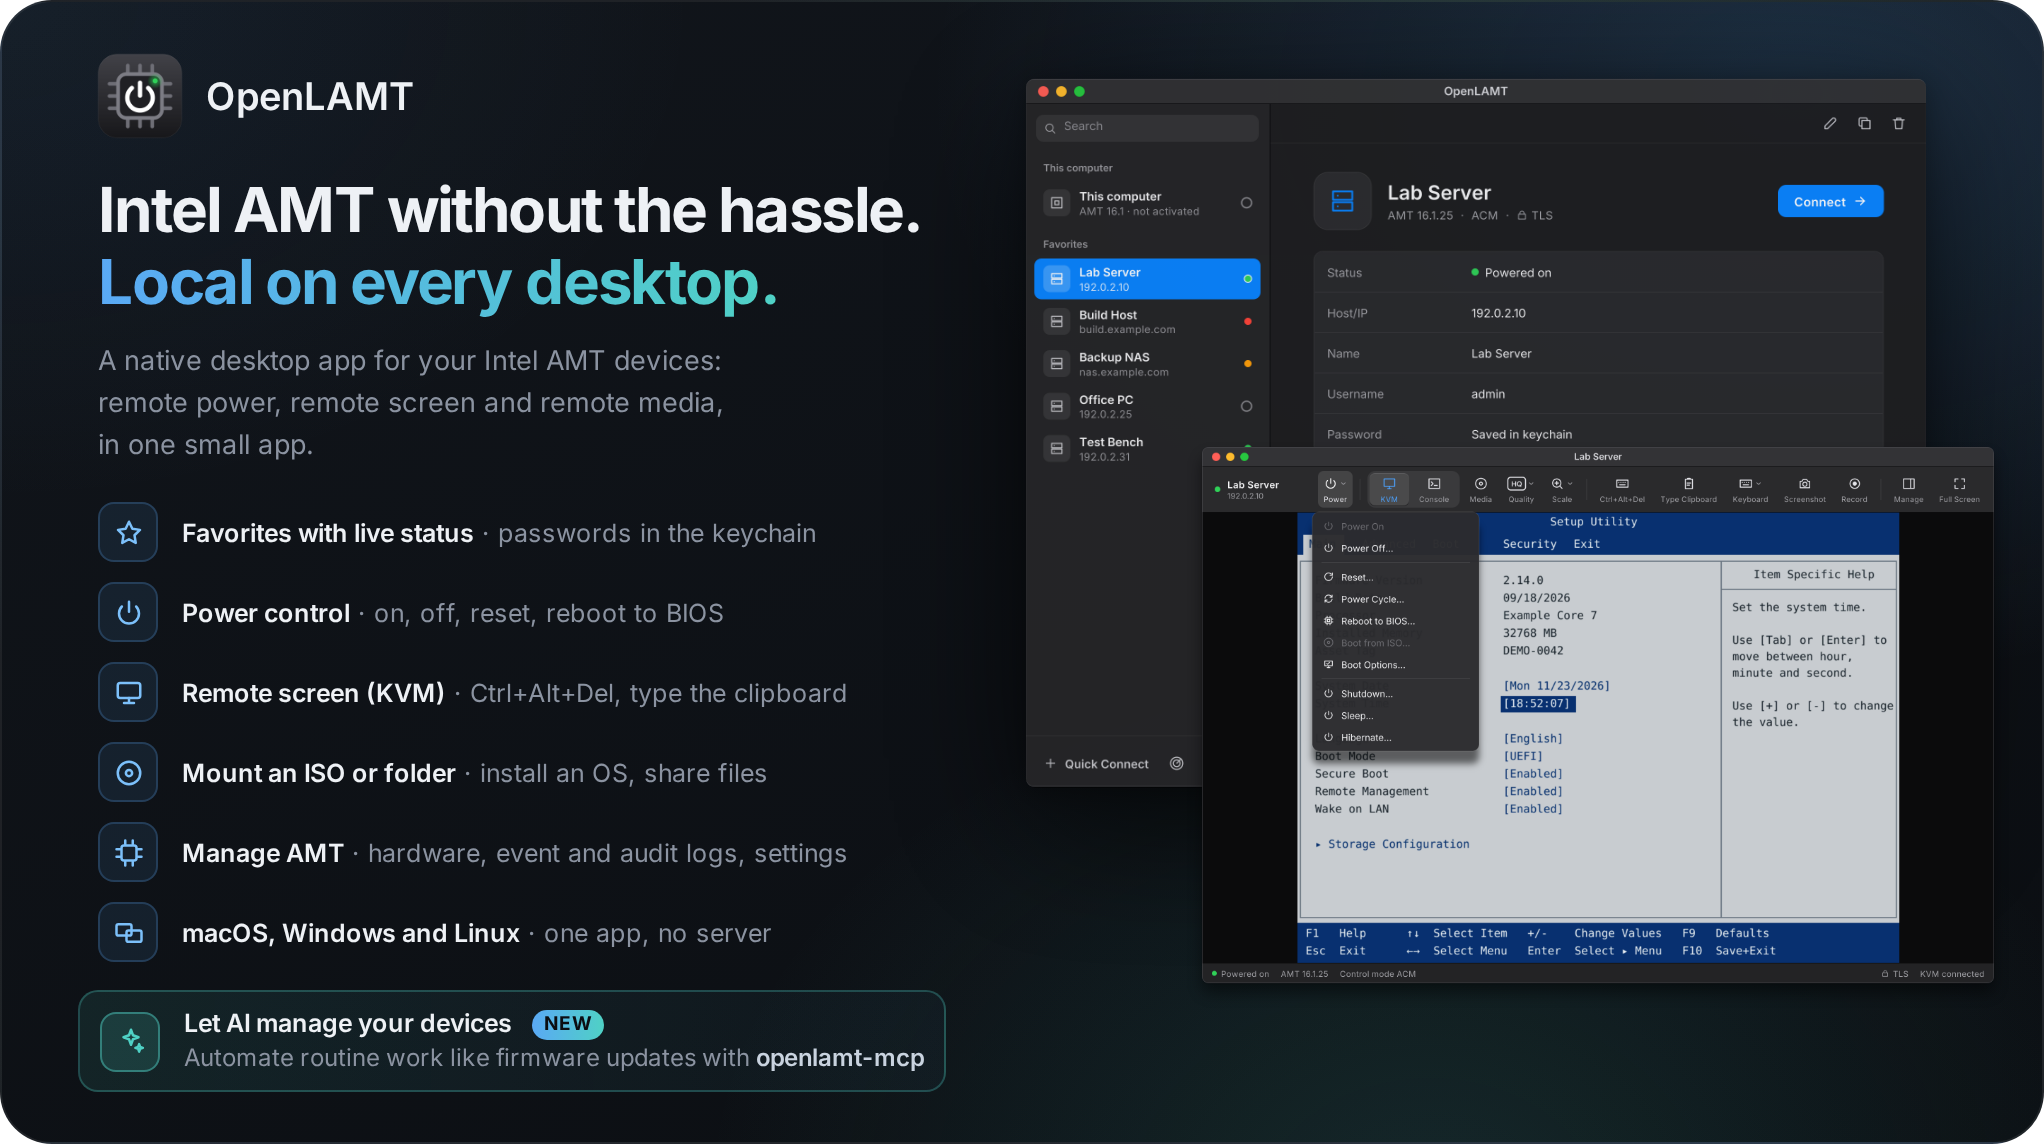 OpenLAMT
Intel AMT without the hassle.
Local on every desktop.
A native desktop app for your Intel AMT devices:
remote power, remote screen and remote media,
in one small app.
Favorites with live status · passwords in the keychain
Power control · on, off, reset, reboot to BIOS
Remote screen (KVM) · Ctrl+Alt+Del, type the clipboard
Mount an ISO or folder · install an OS, share files
Manage AMT · hardware, event and audit logs, settings
macOS, Windows and Linux · one app, no server
Let AI manage your devices NEW
Automate routine work like firmware updates with openlamt-mcp
OpenLAMT
Search
This computer
This computer
AMT 16.1 · not activated
Favorites
Lab Server
192.0.2.10
Build Host
build.example.com
Backup NAS
nas.example.com
Office PC
192.0.2.25
Test Bench
192.0.2.31
+ Quick Connect
Lab Server
AMT 16.1.25 · ACM · TLS
Connect →
Status Powered on
Host/IP 192.0.2.10
Name Lab Server
Username admin
Password Saved in keychain
Lab Server
Lab Server
192.0.2.10
Power KVM Console Media HQ Quality Scale Ctrl+Alt+Del Type Clipboard Keyboard Screenshot Record Manage Full Screen
Power On
Power Off...
Reset...
Power Cycle...
Reboot to BIOS...
Boot from ISO...
Boot Options...
Shutdown...
Sleep...
Hibernate...
Setup Utility
Security Exit
2.14.0
09/18/2026
Example Core 7
32768 MB
DEMO-0042
[Mon 11/23/2026]
[18:52:07]
[English]
Boot Mode [UEFI]
Secure Boot [Enabled]
Remote Management [Enabled]
Wake on LAN [Enabled]
▸ Storage Configuration
Item Specific Help
Set the system time.
Use [Tab] or [Enter] to
move between hour,
minute and second.
Use [+] or [-] to change
the value.
F1 Help ↑↓ Select Item +/- Change Values F9 Defaults
Esc Exit ←→ Select Menu Enter Select ▸ Menu F10 Save+Exit
Powered on AMT 16.1.25 Control mode ACM TLS KVM connected